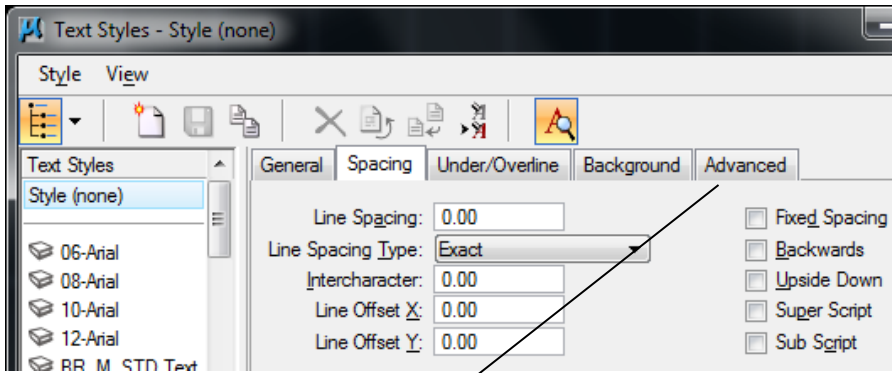 Text Styles - Style (none)
Style View
Text Styles
General Spacing Under/Overline Background Advanced
Style (none)
Line Spacing: 0.00 Fixed Spacing
06-Arial
Line Spacing Type: Exact Backwards
08-Arial
Intercharacter: 0.00 Upside Down
10-Arial
Line Offset X: 0.00 Super Script
12-Arial
Line Offset Y: 0.00 Sub Script
BR_M_STD Text